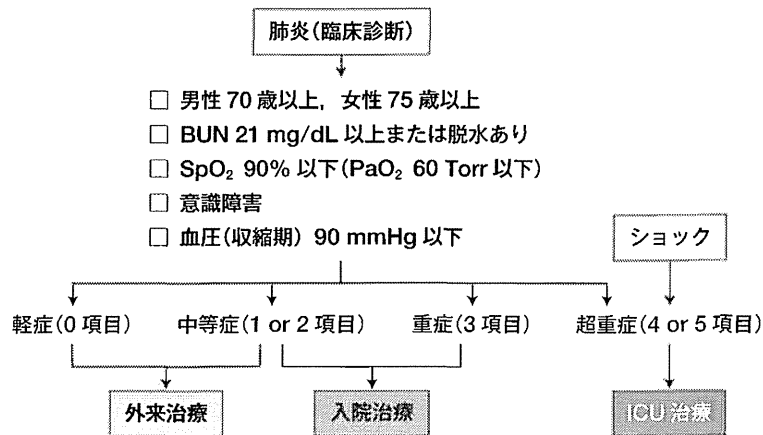 肺炎(臨床診断)
□ 男性 70 歳以上，女性 75 歳以上
□ BUN 21 mg/dL 以上または脱水あり
□ SpO₂ 90% 以下(PaO₂ 60 Torr 以下)
□ 意識障害
□ 血圧(収縮期) 90 mmHg 以下
ショック
軽症(0 項目) 中等症(1 or 2 項目) 重症(3 項目) 超重症(4 or 5 項目)
外来治療 入院治療 ICU 治療